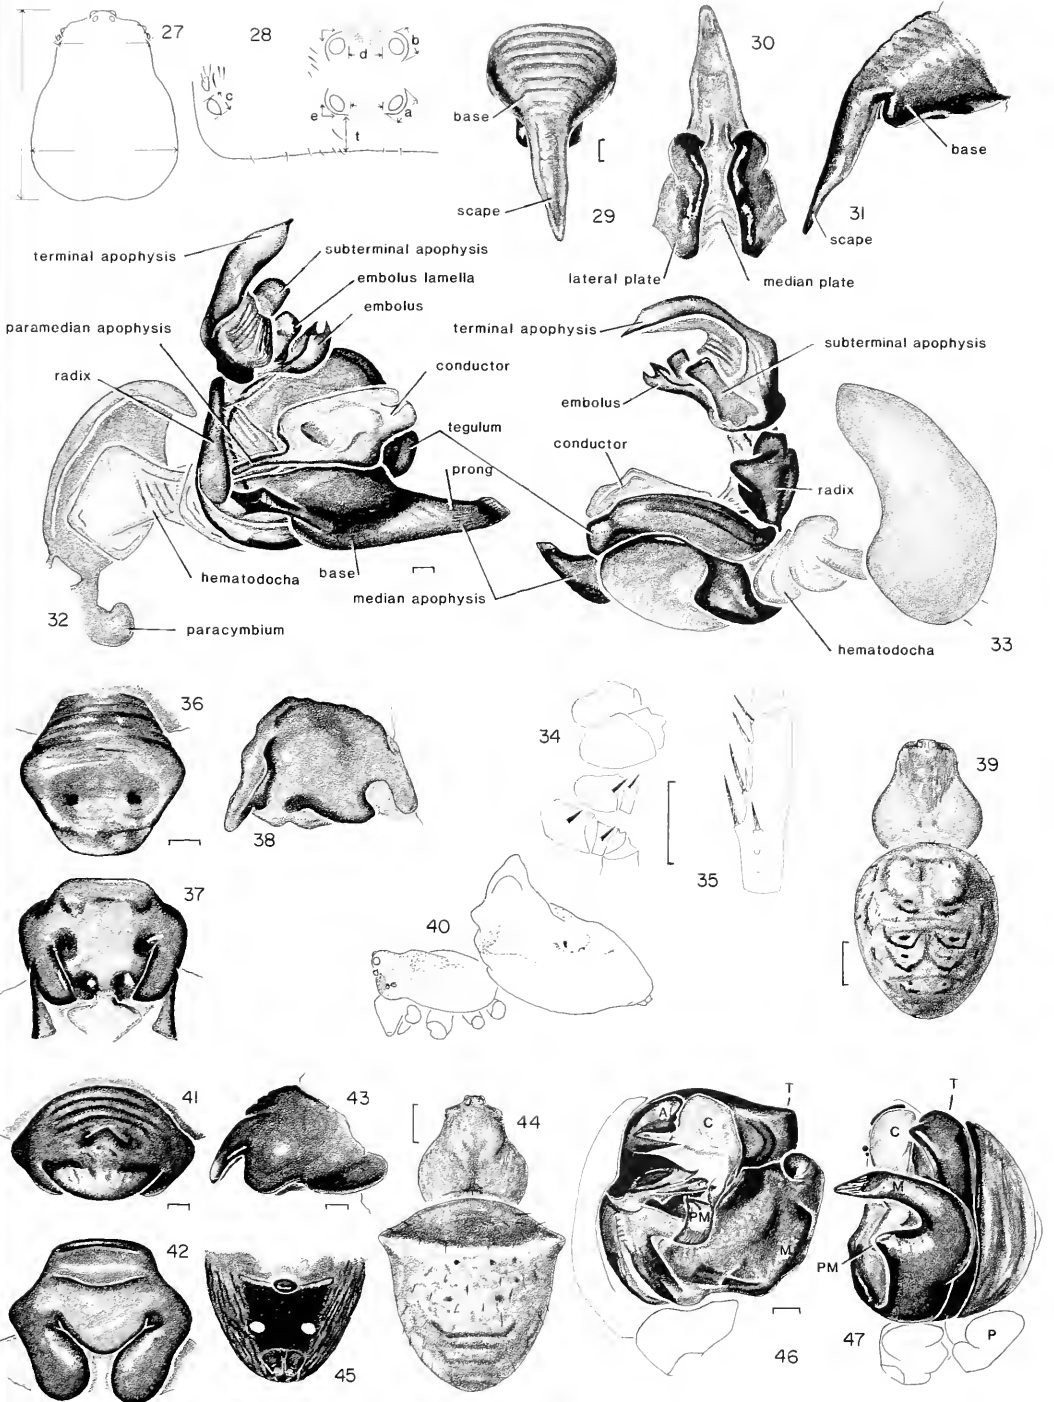 27
28
b
d
c
e
a
t
base
scape
29
30
lateral plate
median plate
base
31
scape
terminal apophysis
subterminal apophysis
embolus lamella
embolus
paramedian apophysis
radix
conductor
tegulum
prong
hematodocha
base
median apophysis
32
paracymbium
terminal apophysis
subterminal apophysis
embolus
conductor
radix
hematodocha
33
36
38
34
35
39
37
40
41
43
44
42
45
T
A
C
PM
M
46
T
C
M
PM
P
47